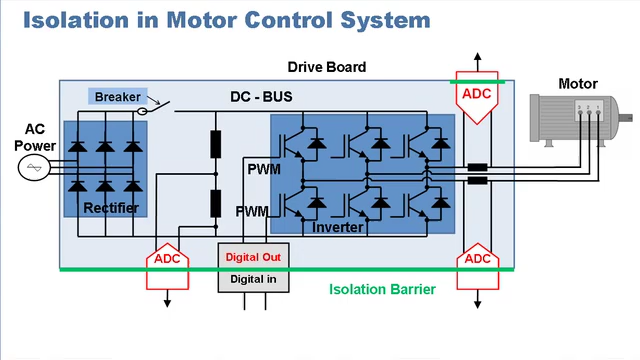 Isolation in Motor Control System
Drive Board
Motor
Breaker
DC - BUS
ADC
AC
Power
PWM
Rectifier
PWM
Inverter
ADC
Digital Out
ADC
Digital in
Isolation Barrier